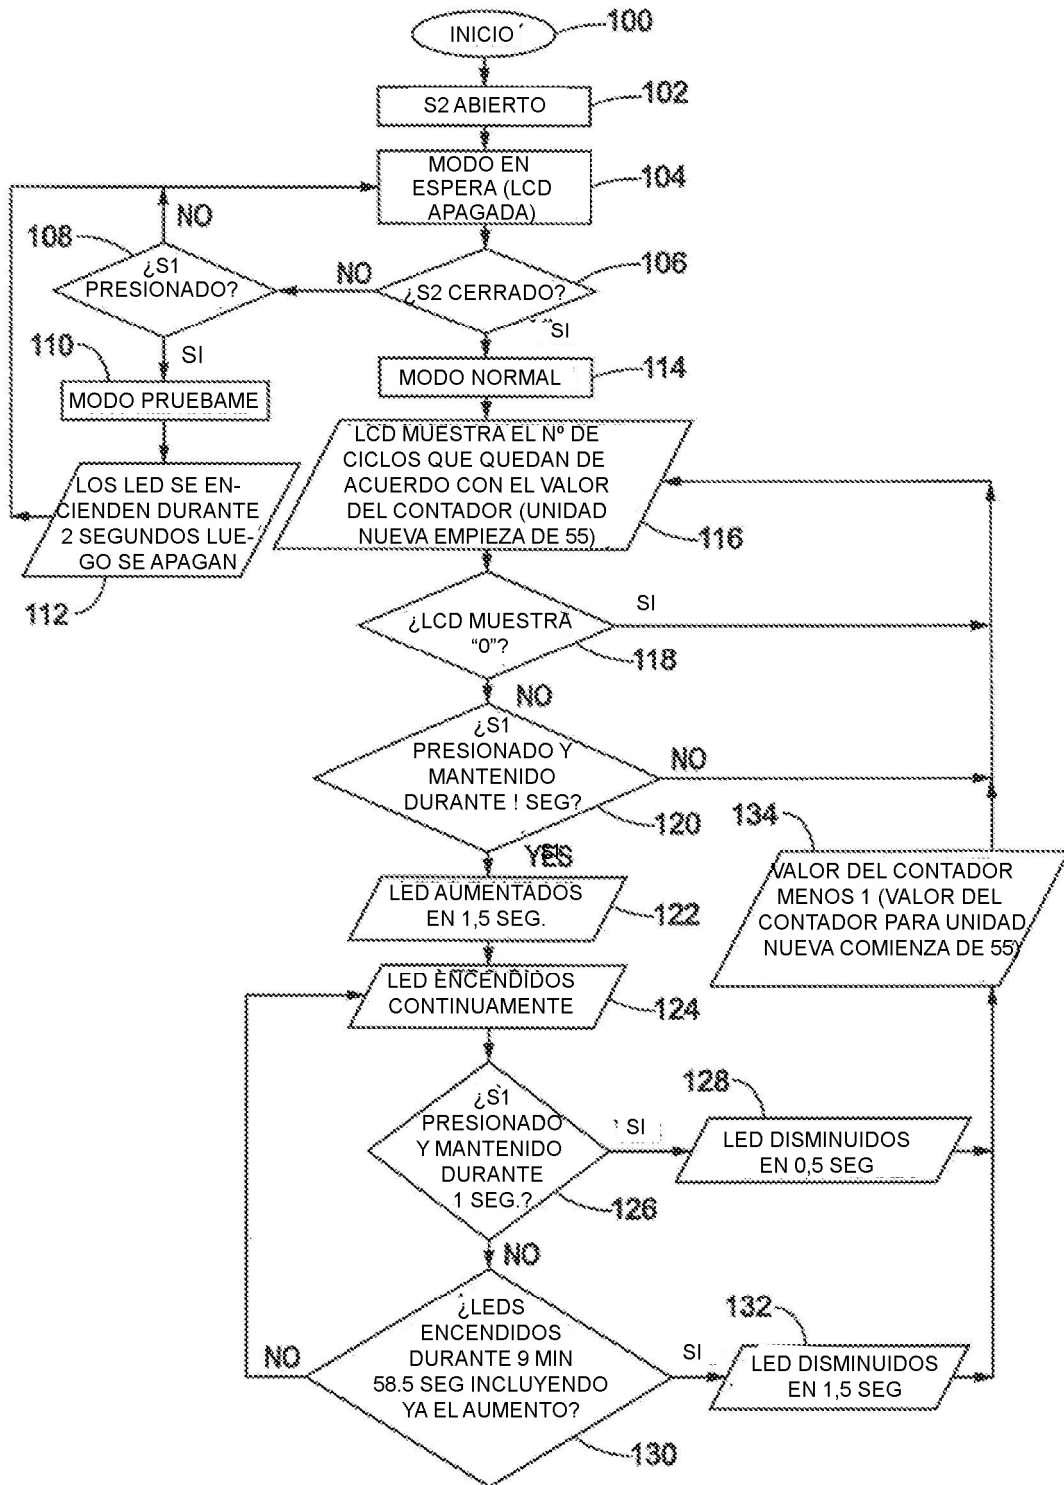 INICIO
100
S2 ABIERTO
102
MODO EN
ESPERA (LCD
APAGADA)
104
NO
108
¿S1
PRESIONADO?
NO
¿S2 CERRADO?
106
SI
SI
110
MODO PRUEBAME
MODO NORMAL
114
LOS LED SE EN-
CIENDEN DURANTE
2 SEGUNDOS LUE-
GO SE APAGAN
112
LCD MUESTRA EL Nº DE
CICLOS QUE QUEDAN DE
ACUERDO CON EL VALOR
DEL CONTADOR (UNIDAD
NUEVA EMPIEZA DE 55)
116
¿LCD MUESTRA
“0”?
SI
118
NO
¿S1
PRESIONADO Y
MANTENIDO
DURANTE ! SEG?
NO
120
YES
SI
134
VALOR DEL CONTADOR
MENOS 1 (VALOR DEL
CONTADOR PARA UNIDAD
NUEVA COMIENZA DE 55)
LED AUMENTADOS
EN 1,5 SEG.
122
LED ENCENDIDOS
CONTINUAMENTE
124
¿S1
PRESIONADO
Y MANTENIDO
DURANTE
1 SEG.?
SI
126
128
LED DISMINUIDOS
EN 0,5 SEG
NO
¿LEDS
ENCENDIDOS
DURANTE 9 MIN
58.5 SEG INCLUYENDO
YA EL AUMENTO?
NO
SI
130
132
LED DISMINUIDOS
EN 1,5 SEG